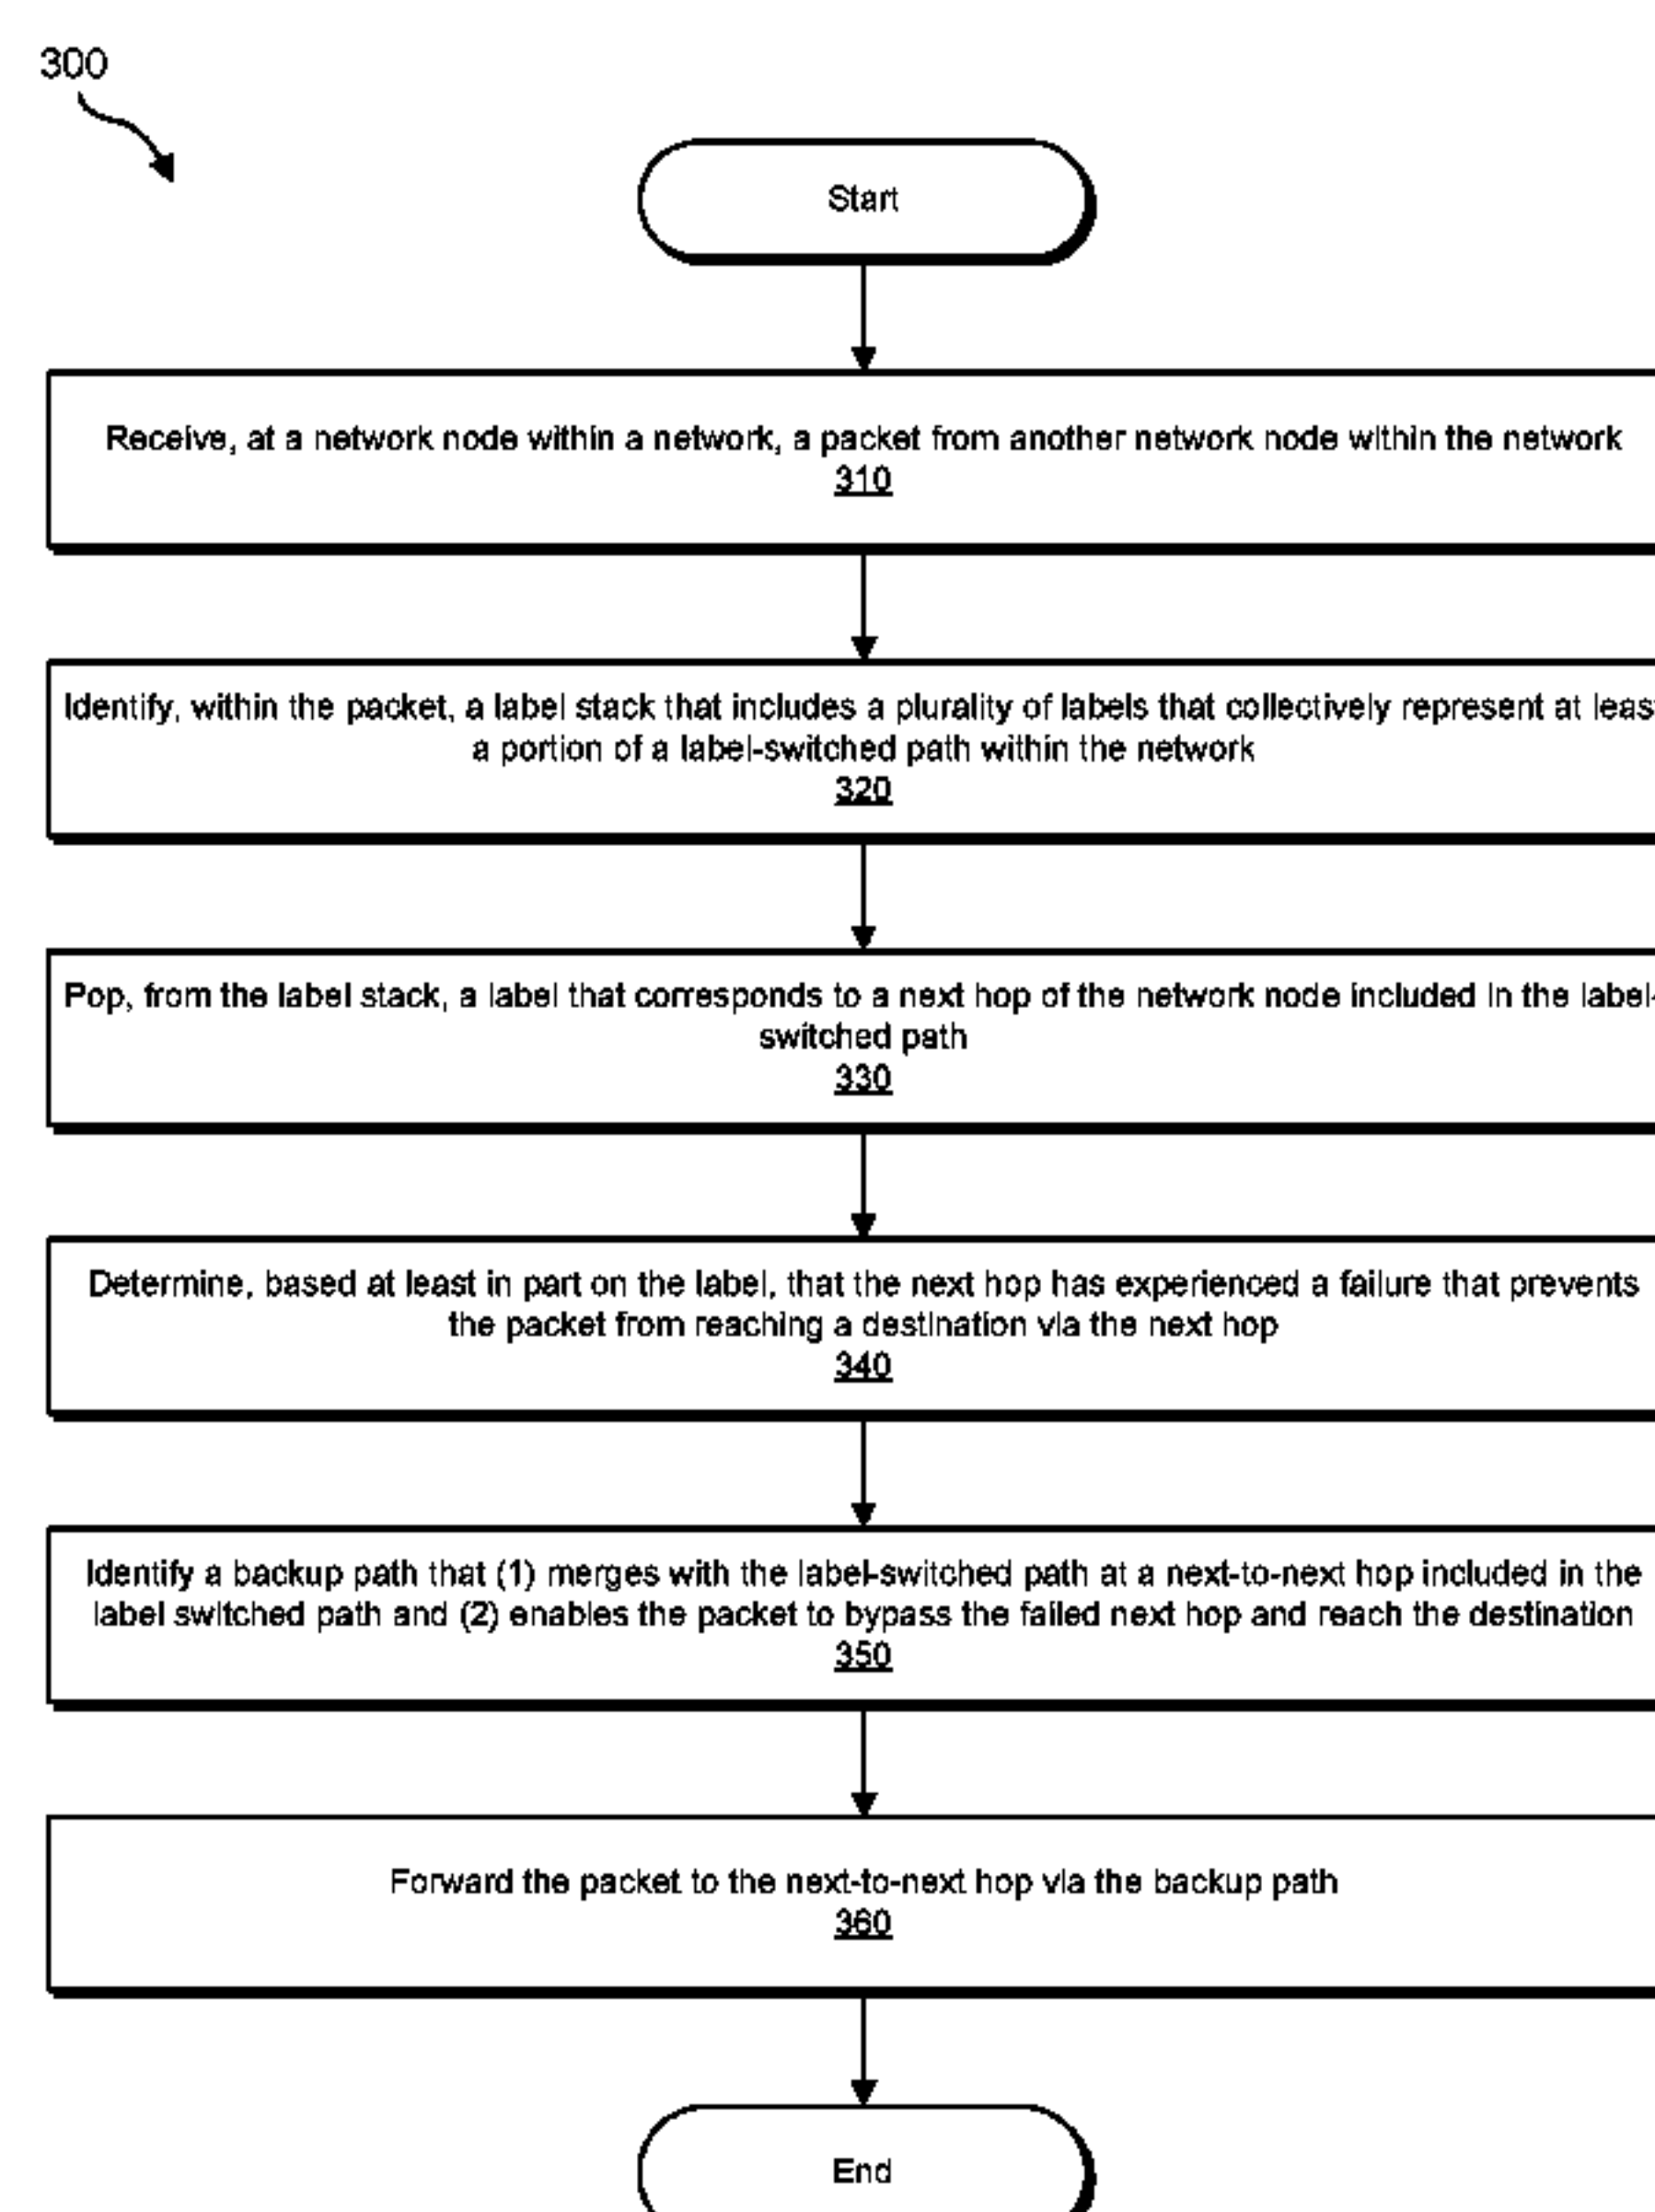 300
Start
Receive, at a network node within a network, a packet from another network node within the network
310
Identify, within the packet, a label stack that includes a plurality of labels that collectively represent at least
a portion of a label-switched path within the network
320
Pop, from the label stack, a label that corresponds to a next hop of the network node included in the label-
switched path
330
Determine, based at least in part on the label, that the next hop has experienced a failure that prevents
the packet from reaching a destination via the next hop
340
Identify a backup path that (1) merges with the label-switched path at a next-to-next hop included in the
label switched path and (2) enables the packet to bypass the failed next hop and reach the destination
350
Forward the packet to the next-to-next hop via the backup path
360
End